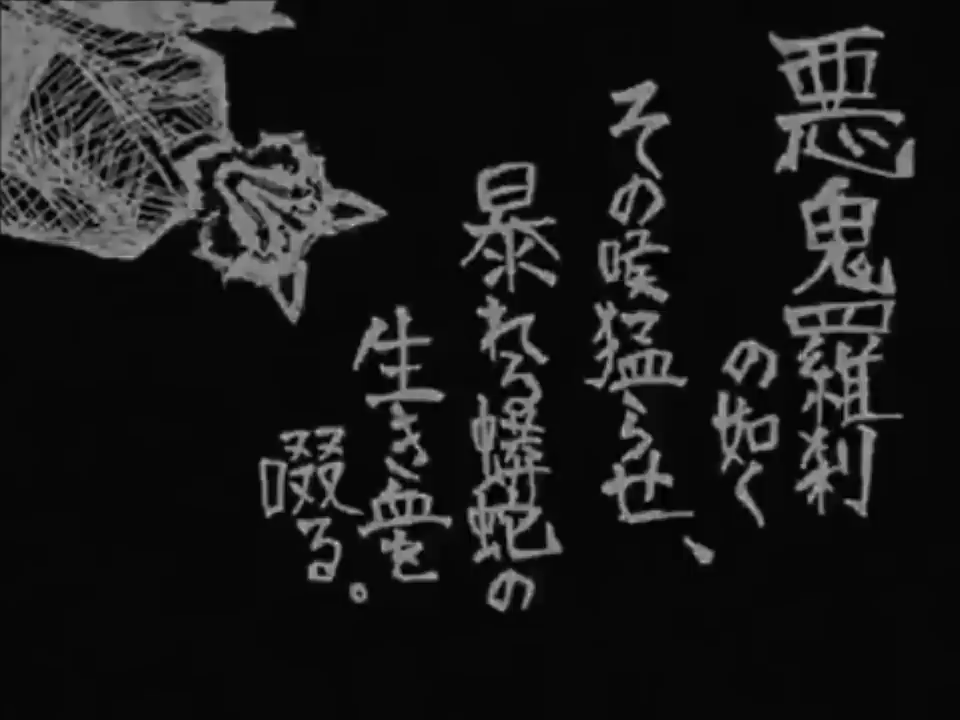 悪鬼羅刹
の如く
その喉猛らせ、
暴れる蟒蛇の
生き血を
啜る。